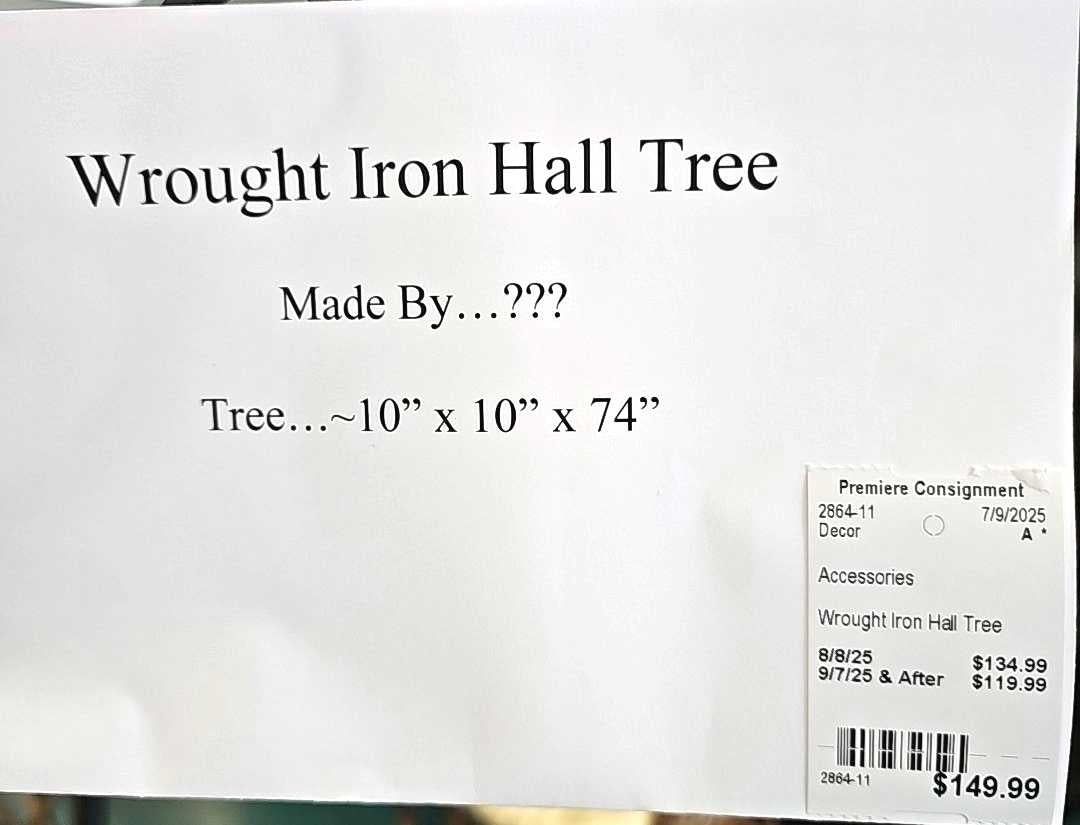 Wrought Iron Hall Tree
Made By…???
Tree…~10” x 10” x 74”
Premiere Consignment
2864-11 7/9/2025
Decor A *
Accessories
Wrought Iron Hall Tree
8/8/25 $134.99
9/7/25 & After $119.99
2864-11 $149.99